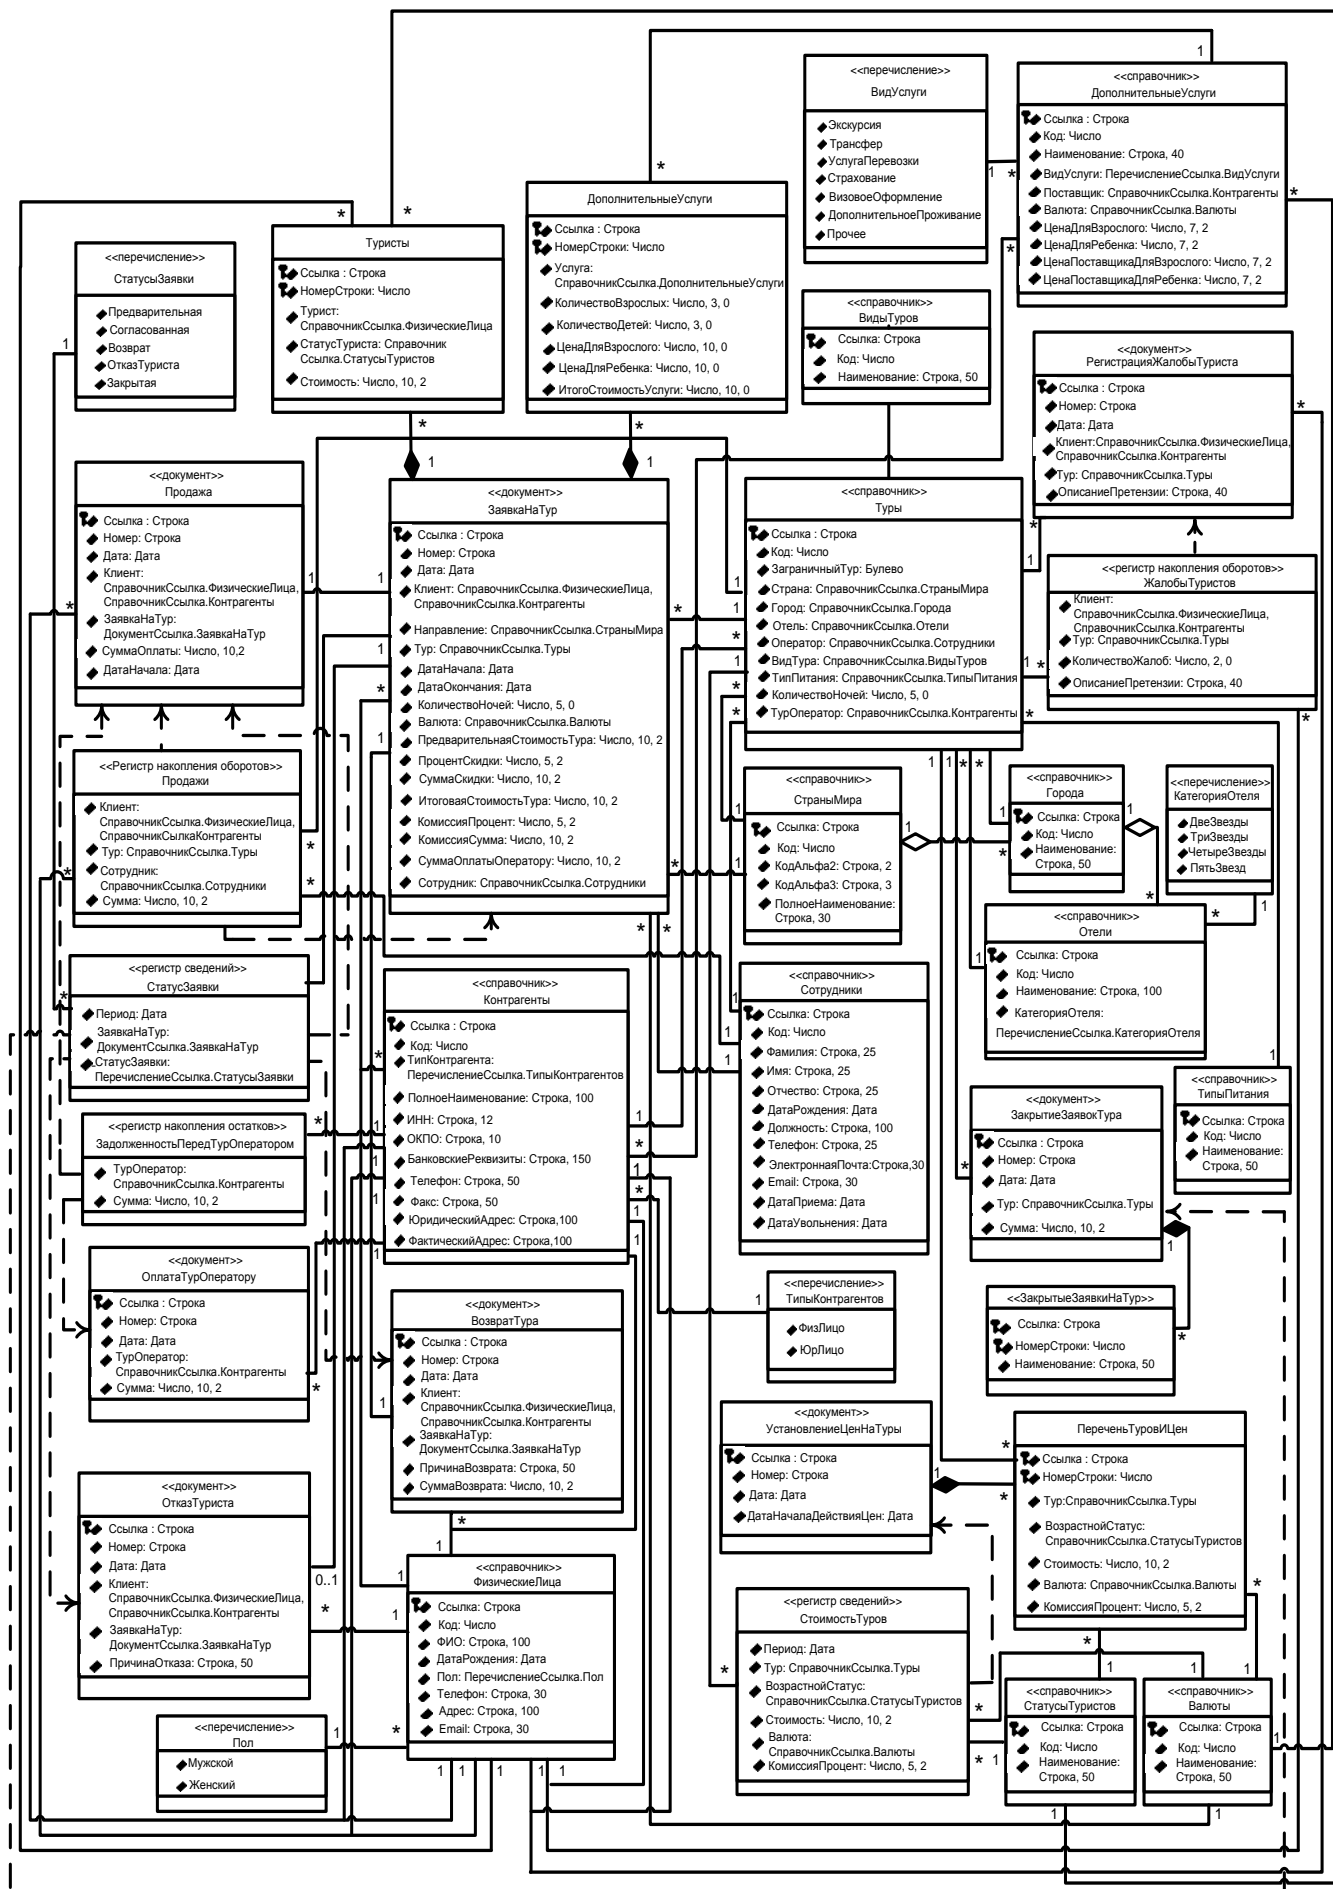 <<перечисление>>
СтатусыЗаявки
Предварительная
Согласованная
Возврат
ОтказТуриста
Закрытая
Туристы
Ссылка : Строка
НомерСтроки: Число
Турист:
СправочникСсылка.ФизическиеЛица
СтатусТуриста: Справочник
Ссылка.СтатусыТуристов
Стоимость: Число, 10, 2
ДополнительныеУслуги
Ссылка : Строка
НомерСтроки: Число
Услуга:
СправочникСсылка.ДополнительныеУслуги
КоличествоВзрослых: Число, 3, 0
КоличествоДетей: Число, 3, 0
ЦенаДляВзрослого: Число, 10, 0
ЦенаДляРебенка: Число, 10, 0
ИтогоСтоимостьУслуги: Число, 10, 0
<<перечисление>>
ВидУслуги
Экскурсия
Трансфер
УслугаПеревозки
Страхование
ВизовоеОформление
ДополнительноеПроживание
Прочее
<<справочник>>
ДополнительныеУслуги
Ссылка : Строка
Код: Число
Наименование: Строка, 40
ВидУслуги: ПеречислениеСсылка.ВидУслуги
Поставщик: СправочникСсылка.Контрагенты
Валюта: СправочникСсылка.Валюты
ЦенаДляВзрослого: Число, 7, 2
ЦенаДляРебенка: Число, 7, 2
ЦенаПоставщикаДляВзрослого: Число, 7, 2
ЦенаПоставщикаДляРебенка: Число, 7, 2
<<справочник>>
ВидыТуров
Ссылка: Строка
Код: Число
Наименование: Строка, 50
<<документ>>
РегистрацияЖалобыТуриста
Ссылка : Строка
Номер: Строка
Дата: Дата
Клиент:СправочникСсылка.ФизическиеЛица,
СправочникСсылка.Контрагенты
Тур: СправочникСсылка.Туры
ОписаниеПретензии: Строка, 40
<<документ>>
Продажа
Ссылка : Строка
Номер: Строка
Дата: Дата
Клиент:
СправочникСсылка.ФизическиеЛица,
СправочникСсылка.Контрагенты
ЗаявкаНаТур:
ДокументСсылка.ЗаявкаНаТур
СуммаОплаты: Число, 10,2
ДатаНачала: Дата
<<документ>>
ЗаявкаНаТур
Ссылка : Строка
Номер: Строка
Дата: Дата
Клиент: СправочникСсылка.ФизическиеЛица,
СправочникСсылка.Контрагенты
Направление: СправочникСсылка.СтраныМира
Тур: СправочникСсылка.Туры
ДатаНачала: Дата
ДатаОкончания: Дата
КоличествоНочей: Число, 5, 0
Валюта: СправочникСсылка.Валюты
ПредварительнаяСтоимостьТура: Число, 10, 2
ПроцентСкидки: Число, 5, 2
СуммаСкидки: Число, 10, 2
ИтоговаяСтоимостьТура: Число, 10, 2
КомиссияПроцент: Число, 5, 2
КомиссияСумма: Число, 10, 2
СуммаОплатыОператору: Число, 10, 2
Сотрудник: СправочникСсылка.Сотрудники
<<справочник>>
Туры
Ссылка : Строка
Код: Число
ЗаграничныйТур: Булево
Страна: СправочникСсылка.СтраныМира
Город: СправочникСсылка.Города
Отель: СправочникСсылка.Отели
Оператор: СправочникСсылка.Сотрудники
ВидТура: СправочникСсылка.ВидыТуров
ТипПитания: СправочникСсылка.ТипыПитания
КоличествоНочей: Число, 5, 0
ТурОператор: СправочникСсылка.Контрагенты
<<регистр накопления оборотов>>
ЖалобыТуристов
Клиент:
СправочникСсылка.ФизическиеЛица,
СправочникСсылка.Контрагенты
Тур: СправочникСсылка.Туры
КоличествоЖалоб: Число, 2, 0
ОписаниеПретензии: Строка, 40
<<Регистр накопления оборотов>>
Продажи
Клиент:
СправочникСсылка.ФизическиеЛица,
СправочникСылкаКонтрагенты
Тур: СправочникСсылка.Туры
Сотрудник:
СправочникСсылка.Сотрудники
Сумма: Число, 10, 2
<<справочник>>
СтраныМира
Ссылка: Строка
Код: Число
КодАльфа2: Строка, 2
КодАльфа3: Строка, 3
ПолноеНаименование:
Строка, 30
<<справочник>>
Города
Ссылка: Строка
Код: Число
Наименование:
Строка, 50
<<перечисление>>
КатегорияОтеля
ДвеЗвезды
ТриЗвезды
ЧетыреЗвезды
ПятьЗвезд
<<справочник>>
Отели
Ссылка: Строка
Код: Число
Наименование: Строка, 100
КатегорияОтеля:
ПеречислениеСсылка.КатегорияОтеля
<<регистр сведений>>
СтатусЗаявки
Период: Дата
ЗаявкаНаТур:
ДокументСсылка.ЗаявкаНаТур
СтатусЗаявки:
ПеречислениеСсылка.СтатусыЗаявки
<<справочник>>
Контрагенты
Ссылка : Строка
Код: Число
ТипКонтрагента:
ПеречислениеСсылка.ТипыКонтрагентов
ПолноеНаименование: Строка, 100
ИНН: Строка, 12
ОКПО: Строка, 10
БанковскиеРеквизиты: Строка, 150
Телефон: Строка, 50
Факс: Строка, 50
ЮридическийАдрес: Строка,100
ФактическийАдрес: Строка,100
<<справочник>>
Сотрудники
Ссылка: Строка
Код: Число
Фамилия: Строка, 25
Имя: Строка, 25
Отчество: Строка, 25
ДатаРождения: Дата
Должность: Строка, 100
Телефон: Строка, 25
ЭлектроннаяПочта:Строка,30
Email: Строка, 30
ДатаПриема: Дата
ДатаУвольнения: Дата
<<документ>>
ЗакрытиеЗаявокТура
Ссылка : Строка
Номер: Строка
Дата: Дата
Тур: СправочникСсылка.Туры
Сумма: Число, 10, 2
<<справочник>>
ТипыПитания
Ссылка: Строка
Код: Число
Наименование:
Строка, 50
<<регистр накопления остатков>>
ЗадолженностьПередТурОператором
ТурОператор:
СправочникСсылка.Контрагенты
Сумма: Число, 10, 2
<<документ>>
ОплатаТурОператору
Ссылка : Строка
Номер: Строка
Дата: Дата
ТурОператор:
СправочникСсылка.Контрагенты
Сумма: Число, 10, 2
<<документ>>
ВозвратТура
Ссылка : Строка
Номер: Строка
Дата: Дата
Клиент:
СправочникСсылка.ФизическиеЛица,
СправочникСсылка.Контрагенты
ЗаявкаНаТур:
ДокументСсылка.ЗаявкаНаТур
ПричинаВозврата: Строка, 50
СуммаВозврата: Число, 10, 2
<<перечисление>>
ТипыКонтрагентов
ФизЛицо
ЮрЛицо
<<ЗакрытыеЗаявкиНаТур>>
Ссылка: Строка
НомерСтроки: Число
Наименование: Строка, 50
<<документ>>
УстановлениеЦенНаТуры
Ссылка : Строка
Номер: Строка
Дата: Дата
ДатаНачалаДействияЦен: Дата
ПереченьТуровИЦен
Ссылка : Строка
НомерСтроки: Число
Тур:СправочникСсылка.Туры
ВозрастнойСтатус:
СправочникСсылка.СтатусыТуристов
Стоимость: Число, 10, 2
Валюта: СправочникСсылка.Валюты
КомиссияПроцент: Число, 5, 2
<<документ>>
ОтказТуриста
Ссылка : Строка
Номер: Строка
Дата: Дата
Клиент:
СправочникСсылка.ФизическиеЛица,
СправочникСсылка.Контрагенты
ЗаявкаНаТур:
ДокументСсылка.ЗаявкаНаТур
ПричинаОтказа: Строка, 50
0..1
<<справочник>>
ФизическиеЛица
Ссылка: Строка
Код: Число
ФИО: Строка, 100
ДатаРождения: Дата
Пол: ПеречислениеСсылка.Пол
Телефон: Строка, 30
Адрес: Строка, 100
Email: Строка, 30
<<регистр сведений>>
СтоимостьТуров
Период: Дата
Тур: СправочникСсылка.Туры
ВозрастнойСтатус:
СправочникСсылка.СтатусыТуристов
Стоимость: Число, 10, 2
Валюта:
СправочникСсылка.Валюты
КомиссияПроцент: Число, 5, 2
<<справочник>>
СтатусыТуристов
Ссылка: Строка
Код: Число
Наименование:
Строка, 50
<<справочник>>
Валюты
Ссылка: Строка
Код: Число
Наименование:
Строка, 50
<<перечисление>>
Пол
Мужской
Женский